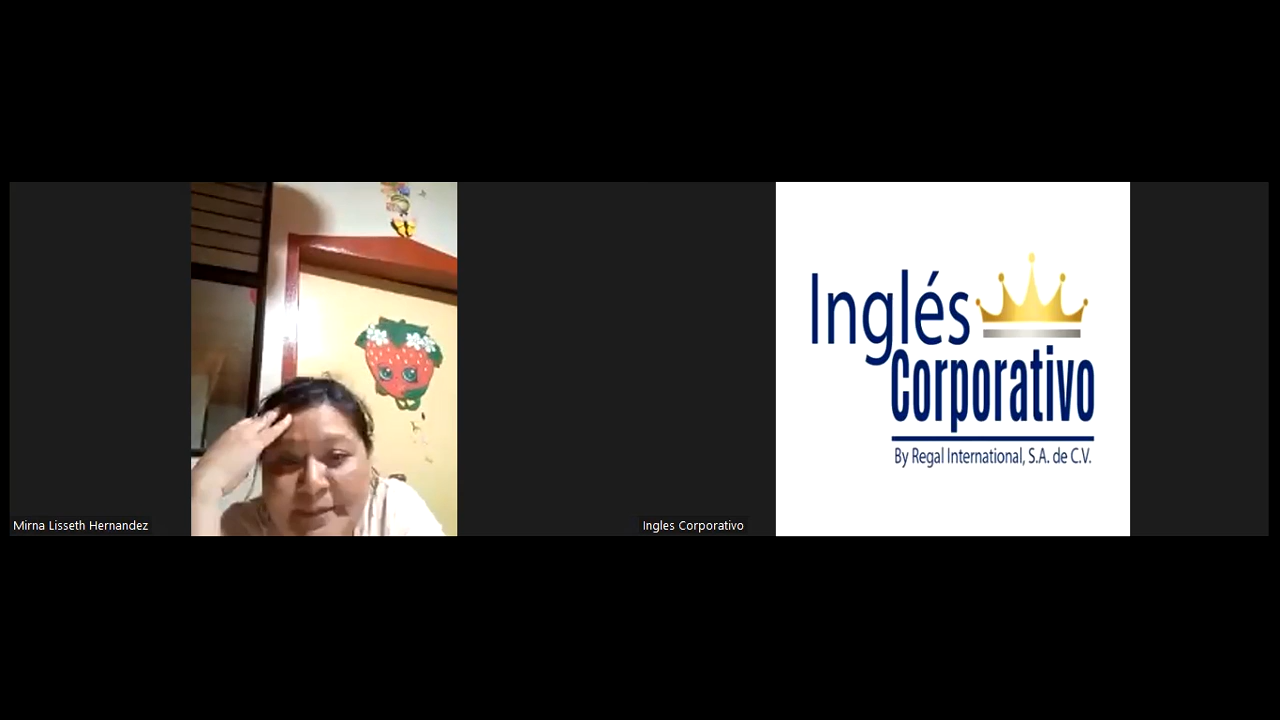 Inglés
Corporativo
By Regal International, S.A. de C.V.
Mirna Lisseth Hernandez
Ingles Corporativo